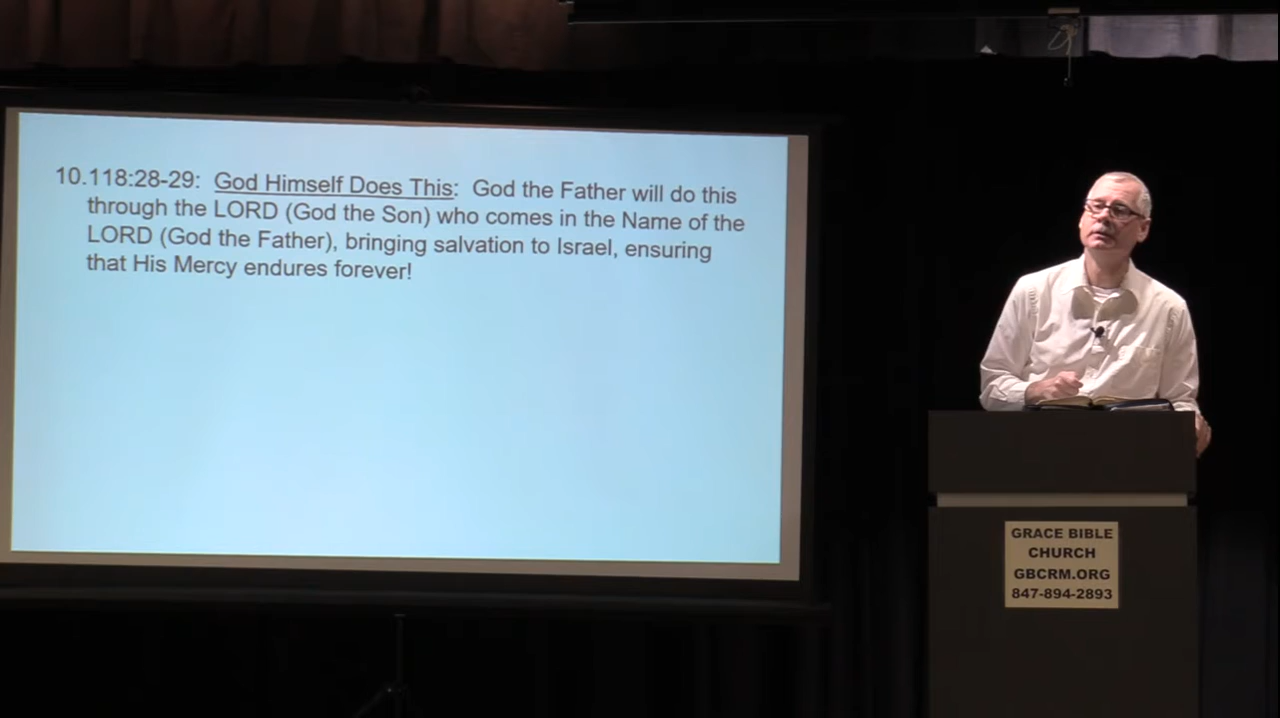 10.118:28-29: God Himself Does This: God the Father will do this
through the LORD (God the Son) who comes in the Name of the
LORD (God the Father), bringing salvation to Israel, ensuring
that His Mercy endures forever!
GRACE BIBLE
CHURCH
GBCRM.ORG
847-894-2893